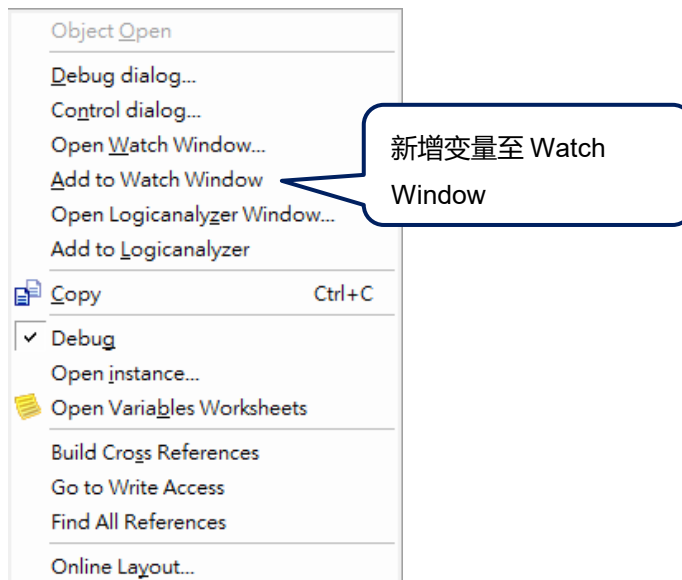 Object Open
Debug dialog...
Control dialog...
Open Watch Window...
Add to Watch Window
Open Logicanalyzer Window...
Add to Logicanalyzer
新增变量至 Watch
Window
Copy Ctrl+C
Debug
Open instance...
Open Variables Worksheets
Build Cross References
Go to Write Access
Find All References
Online Layout...